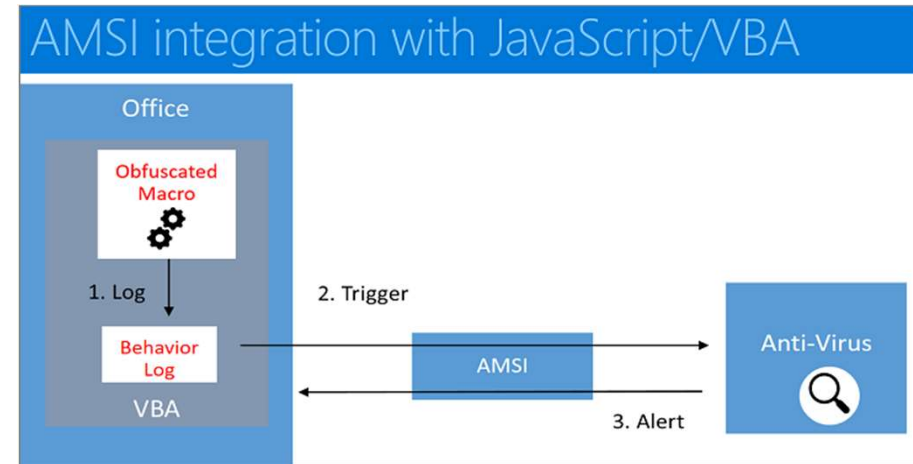 AMSI integration with JavaScript/VBA
Office
Obfuscated
Macro
1. Log
2. Trigger
Behavior
Log
AMSI
Anti-Virus
VBA
3. Alert